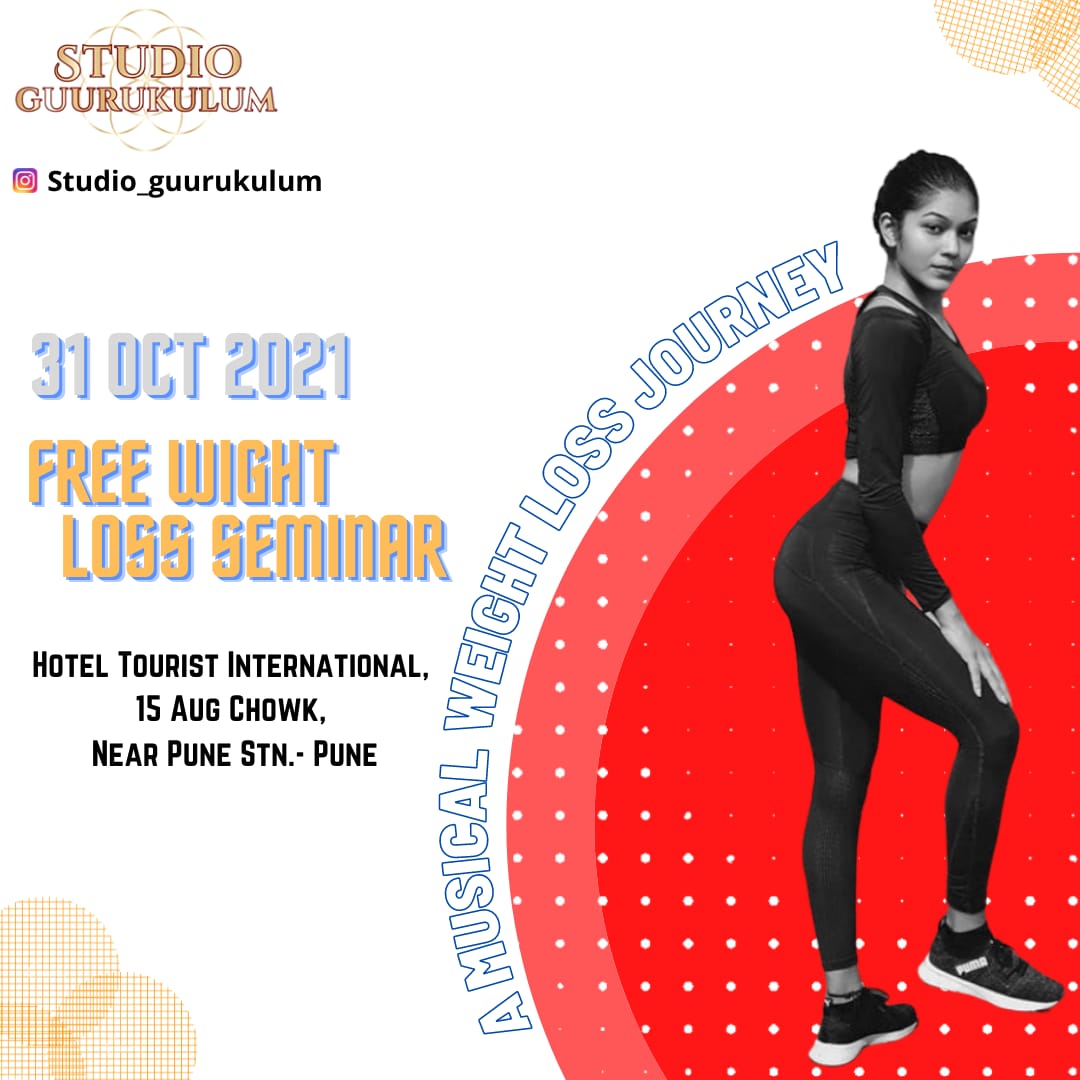 STUDIO
GUURUKULUM
Studio_guurukulum
31 OCT 2021
FREE WIGHT
LOSS SEMINAR
HOTEL TOURIST INTERNATIONAL,
15 AUG CHOWK,
NEAR PUNE STN.- PUNE
A MUSICAL WEIGHT LOSS JOURNEY
PUMA